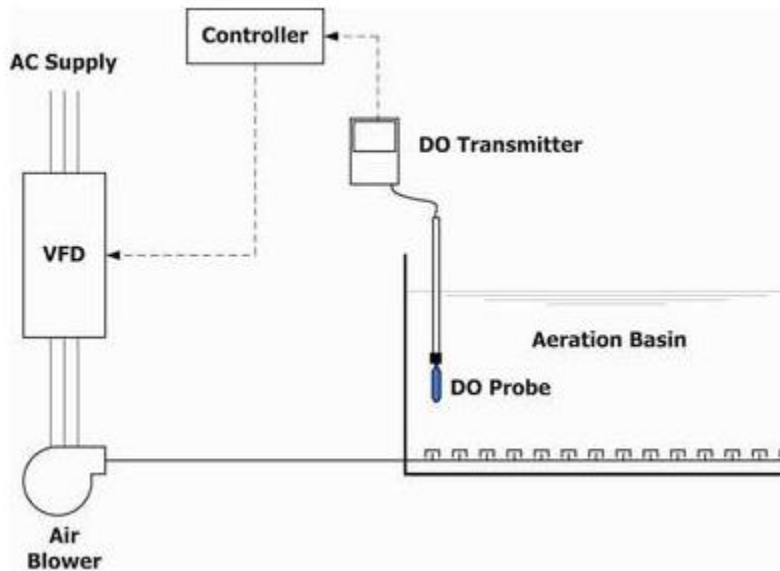 Controller
AC Supply
DO Transmitter
VFD
Aeration Basin
DO Probe
Air
Blower